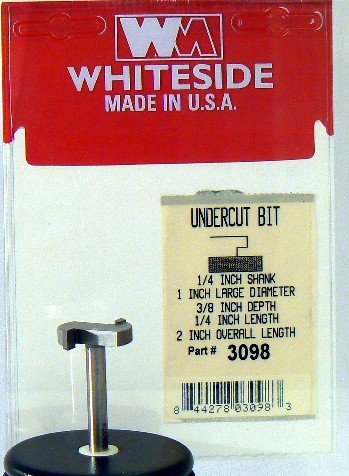 WM
WHITESIDE
MADE IN U.S.A.
UNDERCUT BIT
1/4 INCH SHANK
1 INCH LARGE DIAMETER
3/8 INCH DEPTH
1/4 INCH LENGTH
2 INCH OVERALL LENGTH
Part # 3098
8 44278 03098 3